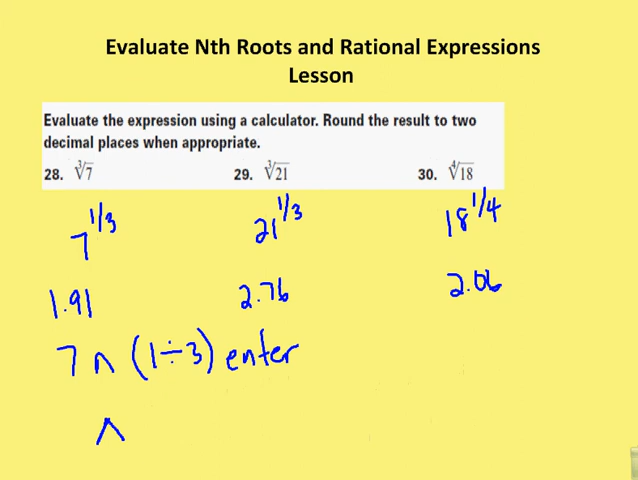 Evaluate Nth Roots and Rational Expressions
Lesson
Evaluate the expression using a calculator. Round the result to two
decimal places when appropriate.
28. ∛7 29. ∛21 30. ∜18
7^1/3 21^1/3 18^1/4
1.91 2.76 2.06
7 ^ (1÷3) enter
^